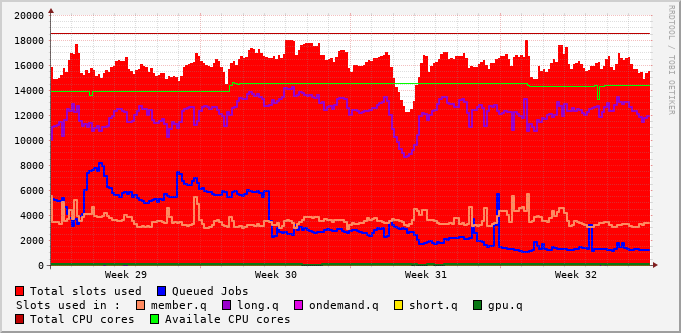 20000
18000
16000
14000
12000
10000
8000
6000
4000
2000
0
Week 29 Week 30 Week 31 Week 32
RRDTOOL / TOBI OETIKER
Total slots used Queued Jobs
Slots used in : member.q long.q ondemand.q short.q gpu.q
Total CPU cores Availale CPU cores